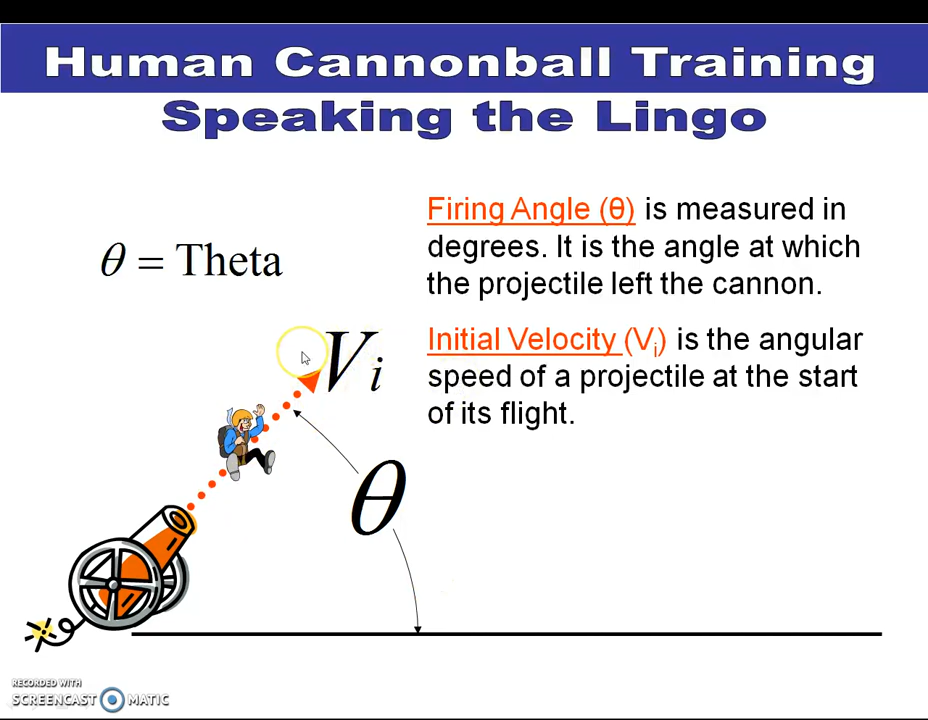 Human Cannonball Training
Speaking the Lingo
Firing Angle (θ) is measured in
degrees. It is the angle at which
the projectile left the cannon.
θ = Theta
Initial Velocity (Vi) is the angular
speed of a projectile at the start
of its flight.
Vi
θ
RECORDED WITH
SCREENCAST MATIC